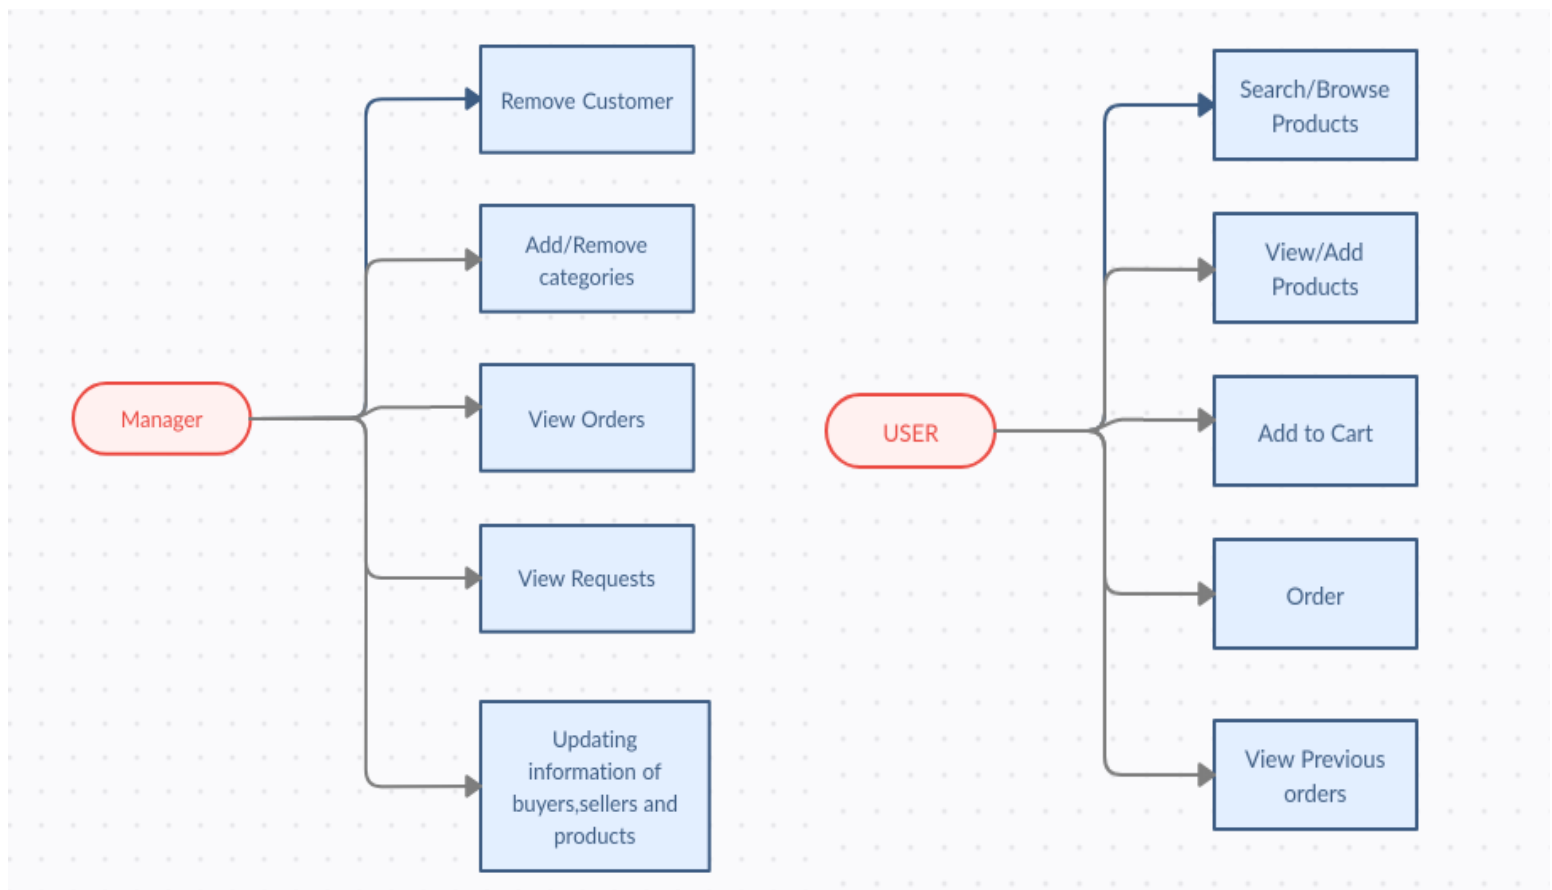 Manager
Remove Customer
Add/Remove
categories
View Orders
View Requests
Updating
information of
buyers,sellers and
products
USER
Search/Browse
Products
View/Add
Products
Add to Cart
Order
View Previous
orders